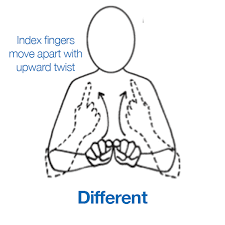 Index fingers
move apart with
upward twist
Different